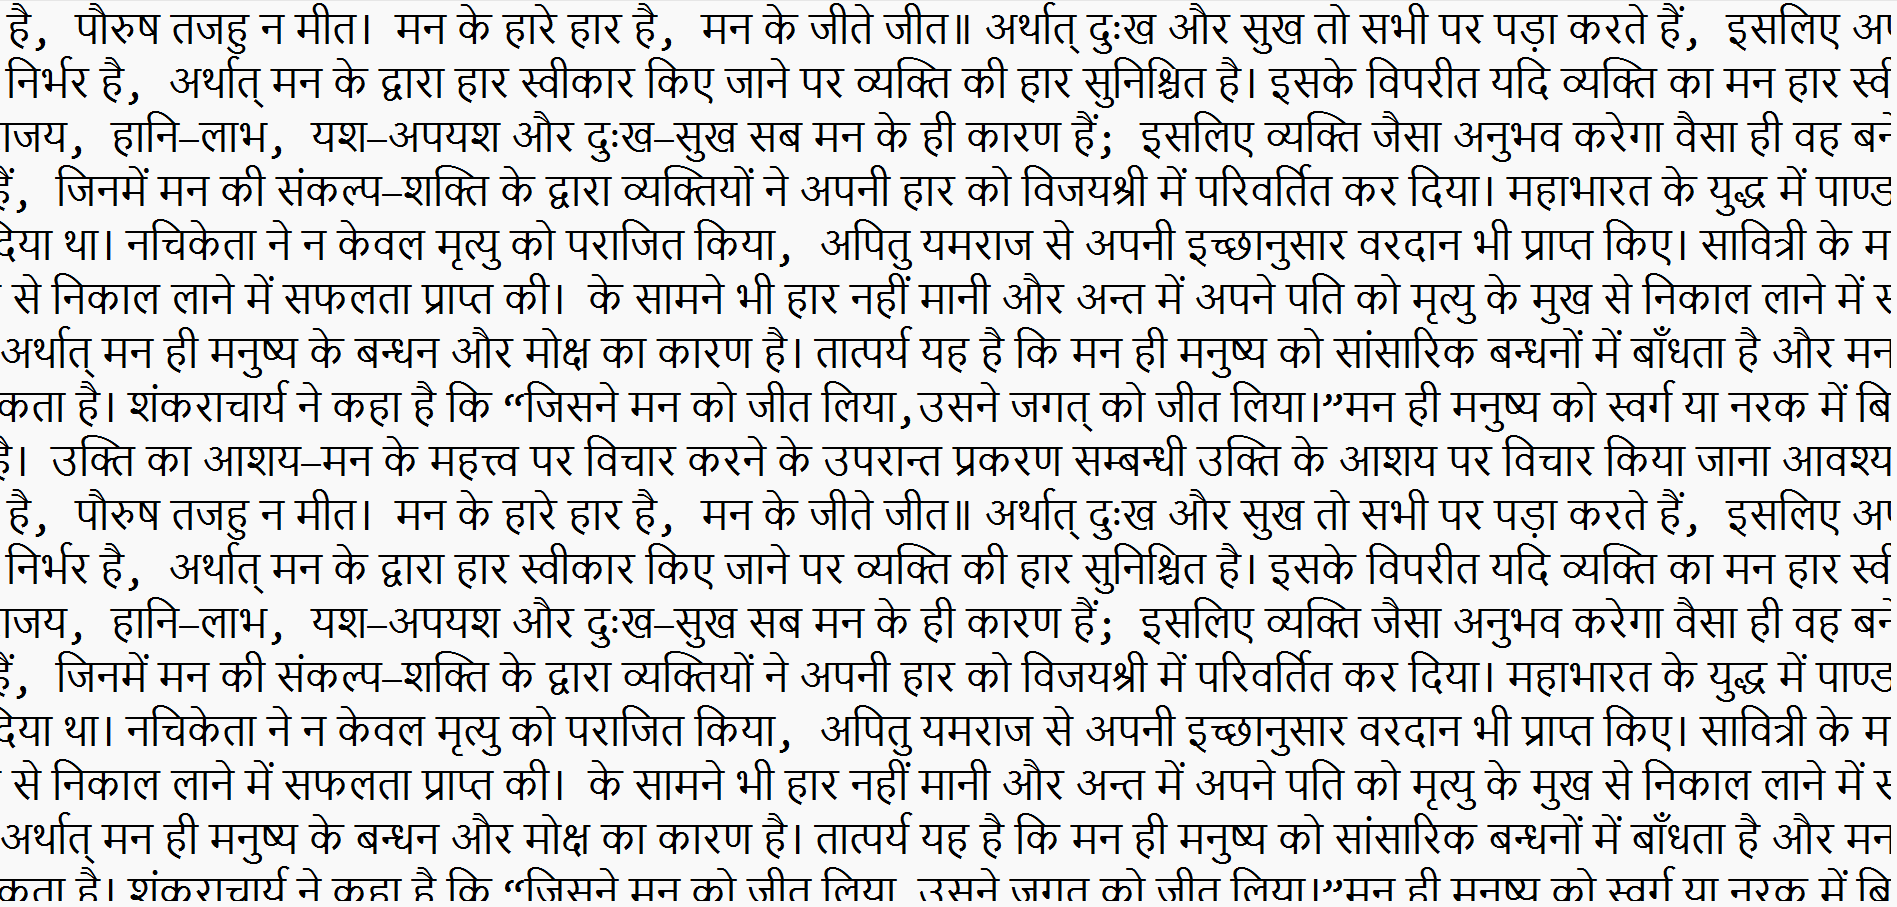 है, पौरुष तजहु न मीत। मन के हारे हार है, मन के जीते जीत॥ अर्थात् दुःख और सुख तो सभी पर पड़ा करते हैं, इसलिए
निर्भर है, अर्थात् मन के द्वारा हार स्वीकार किए जाने पर व्यक्ति की हार सुनिश्चित है। इसके विपरीत यदि व्यक्ति का मन हार
हानि–लाभ, यश–अपयश और दुःख–सुख सब मन के ही कारण हैं; इसलिए व्यक्ति जैसा अनुभव करेगा वैसा ही वह
हैं, जिनमें मन की संकल्प–शक्ति के द्वारा व्यक्तियों ने अपनी हार को विजयश्री में परिवर्तित कर दिया। महाभारत के युद्ध में
दिया था। नचिकेता ने न केवल मृत्यु को पराजित किया, अपितु यमराज से अपनी इच्छानुसार वरदान भी प्राप्त किए। सावित्री के
से निकाल लाने में सफलता प्राप्त की। के सामने भी हार नहीं मानी और अन्त में अपने पति को मृत्यु के मुख से निकाल लाने में
अर्थात् मन ही मनुष्य के बन्धन और मोक्ष का कारण है। तात्पर्य यह है कि मन ही मनुष्य को सांसारिक बन्धनों में बाँधता है और मन
है। शंकराचार्य ने कहा है कि “जिसने मन को जीत लिया,उसने जगत् को जीत लिया।”मन ही मनुष्य को स्वर्ग या नरक में
है। उक्ति का आशय–मन के महत्त्व पर विचार करने के उपरान्त प्रकरण सम्बन्धी उक्ति के आशय पर विचार किया जाना
है, पौरुष तजहु न मीत। मन के हारे हार है, मन के जीते जीत॥ अर्थात् दुःख और सुख तो सभी पर पड़ा करते हैं, इसलिए
निर्भर है, अर्थात् मन के द्वारा हार स्वीकार किए जाने पर व्यक्ति की हार सुनिश्चित है। इसके विपरीत यदि व्यक्ति का मन हार
हानि–लाभ, यश–अपयश और दुःख–सुख सब मन के ही कारण हैं; इसलिए व्यक्ति जैसा अनुभव करेगा वैसा ही वह
हैं, जिनमें मन की संकल्प–शक्ति के द्वारा व्यक्तियों ने अपनी हार को विजयश्री में परिवर्तित कर दिया। महाभारत के युद्ध में
दिया था। नचिकेता ने न केवल मृत्यु को पराजित किया, अपितु यमराज से अपनी इच्छानुसार वरदान भी प्राप्त किए। सावित्री के
से निकाल लाने में सफलता प्राप्त की। के सामने भी हार नहीं मानी और अन्त में अपने पति को मृत्यु के मुख से निकाल लाने में
अर्थात् मन ही मनुष्य के बन्धन और मोक्ष का कारण है। तात्पर्य यह है कि मन ही मनुष्य को सांसारिक बन्धनों में बाँधता है और मन
है। शंकराचार्य ने कहा है कि “जिसने मन को जीत लिया उसने जगत को जीत लिया।”मन ही मनुष्य को स्वर्ग या नरक में